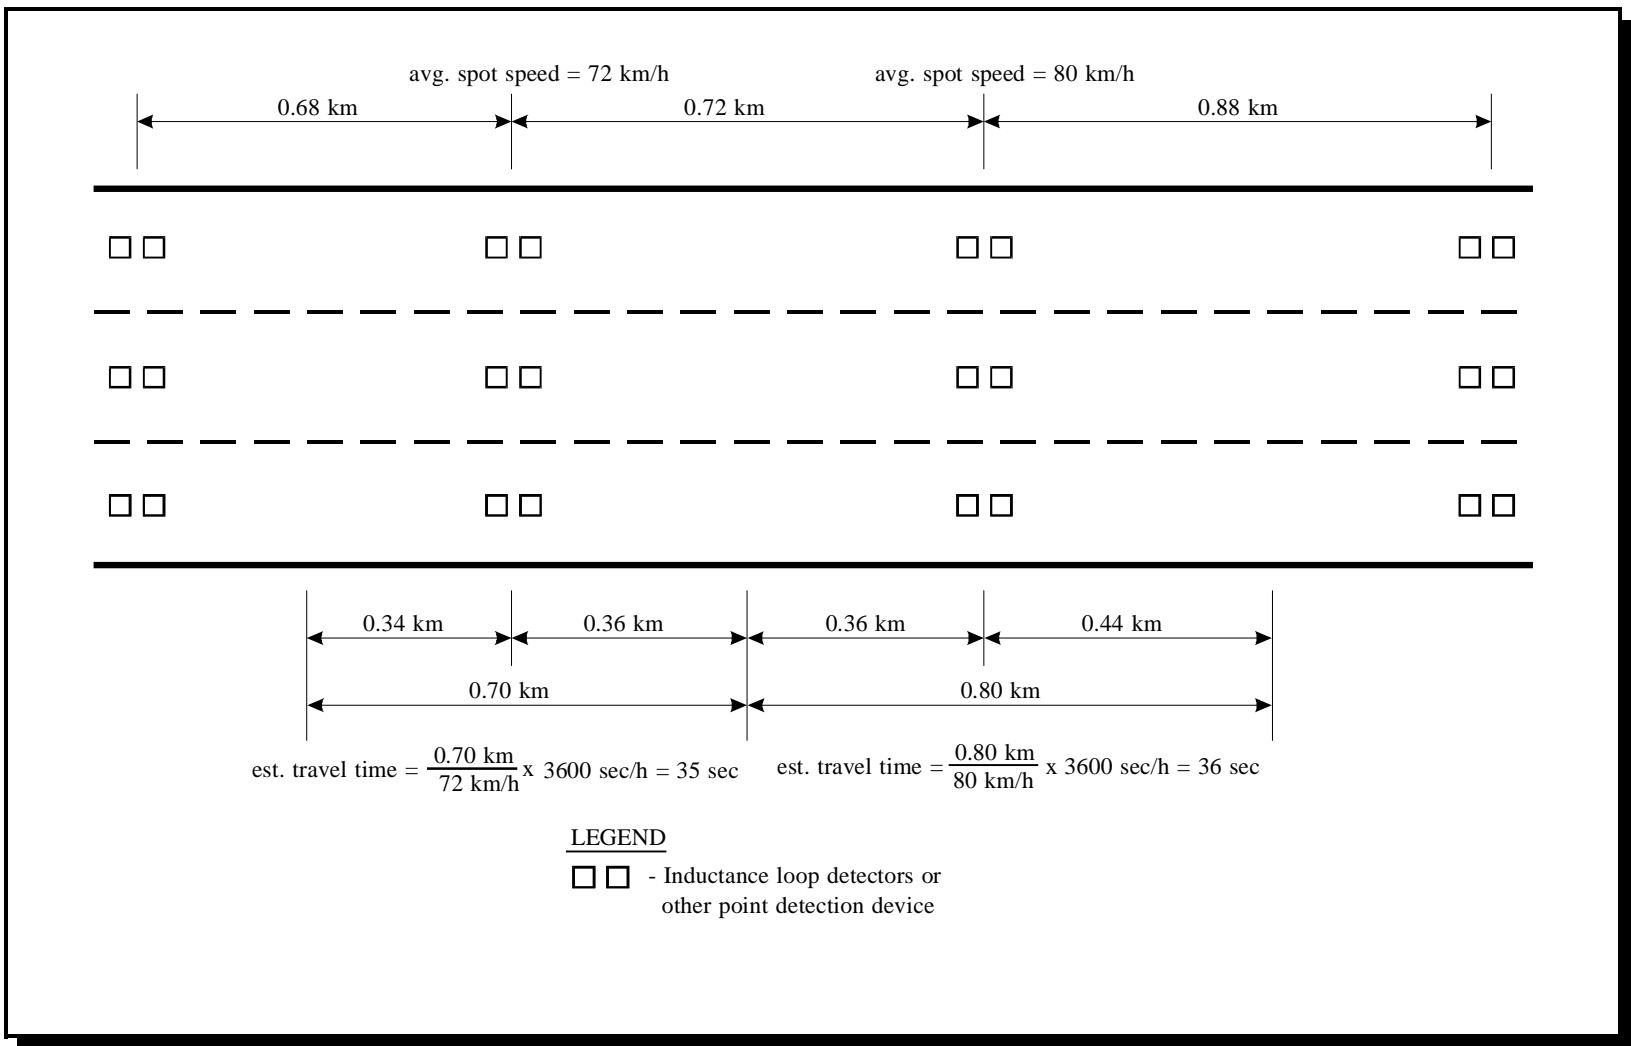 avg. spot speed = 72 km/h
avg. spot speed = 80 km/h
0.68 km
0.72 km
0.88 km
0.34 km
0.36 km
0.36 km
0.44 km
0.70 km
0.80 km
est. travel time = 0.70 km / 72 km/h x 3600 sec/h = 35 sec
est. travel time = 0.80 km / 80 km/h x 3600 sec/h = 36 sec
LEGEND
- Inductance loop detectors or
other point detection device